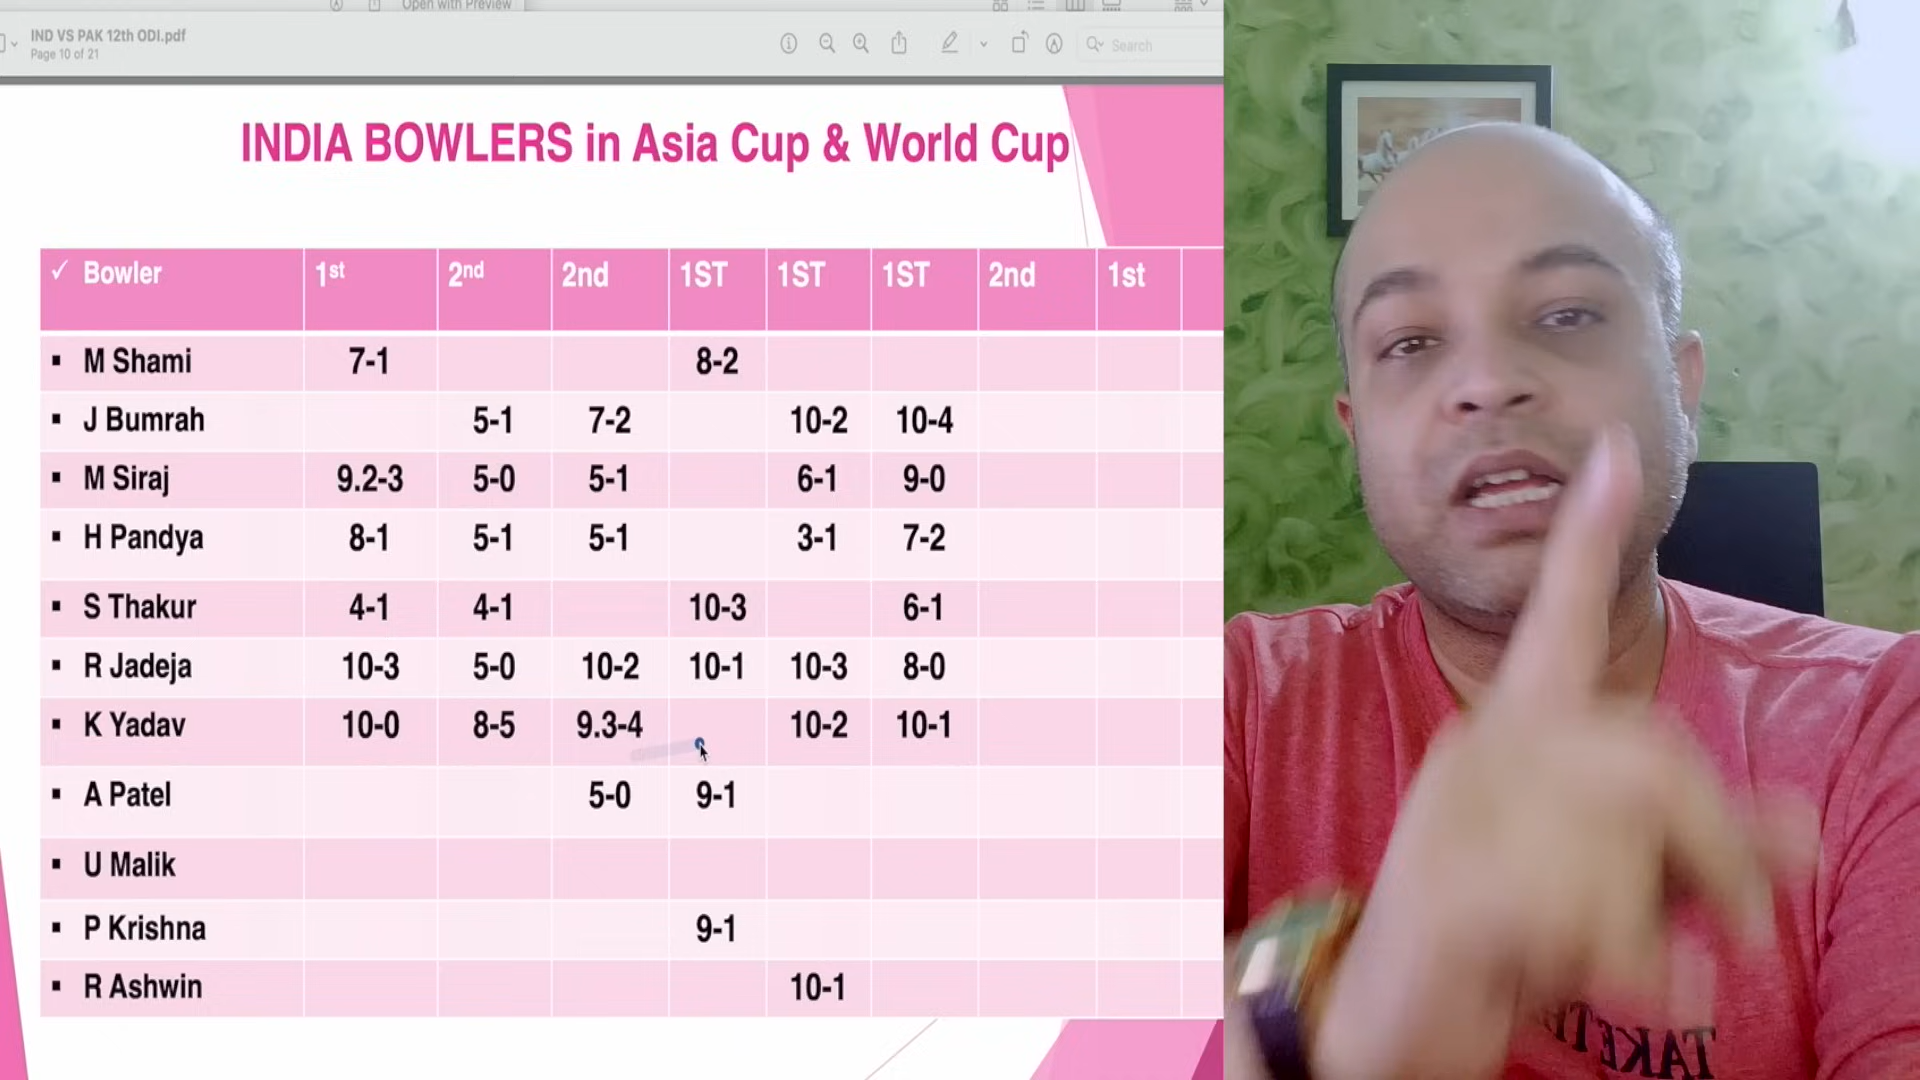 Open with Preview
IND VS PAK 12th ODI.pdf
Page 10 of 21
Search
INDIA BOWLERS in Asia Cup & World Cup
✓ Bowler 1st 2nd 2nd 1ST 1ST 1ST 2nd 1st
▪ M Shami 7-1 8-2
▪ J Bumrah 5-1 7-2 10-2 10-4
▪ M Siraj 9.2-3 5-0 5-1 6-1 9-0
▪ H Pandya 8-1 5-1 5-1 3-1 7-2
▪ S Thakur 4-1 4-1 10-3 6-1
▪ R Jadeja 10-3 5-0 10-2 10-1 10-3 8-0
▪ K Yadav 10-0 8-5 9.3-4 10-2 10-1
▪ A Patel 5-0 9-1
▪ U Malik
▪ P Krishna 9-1
▪ R Ashwin 10-1
TAKE